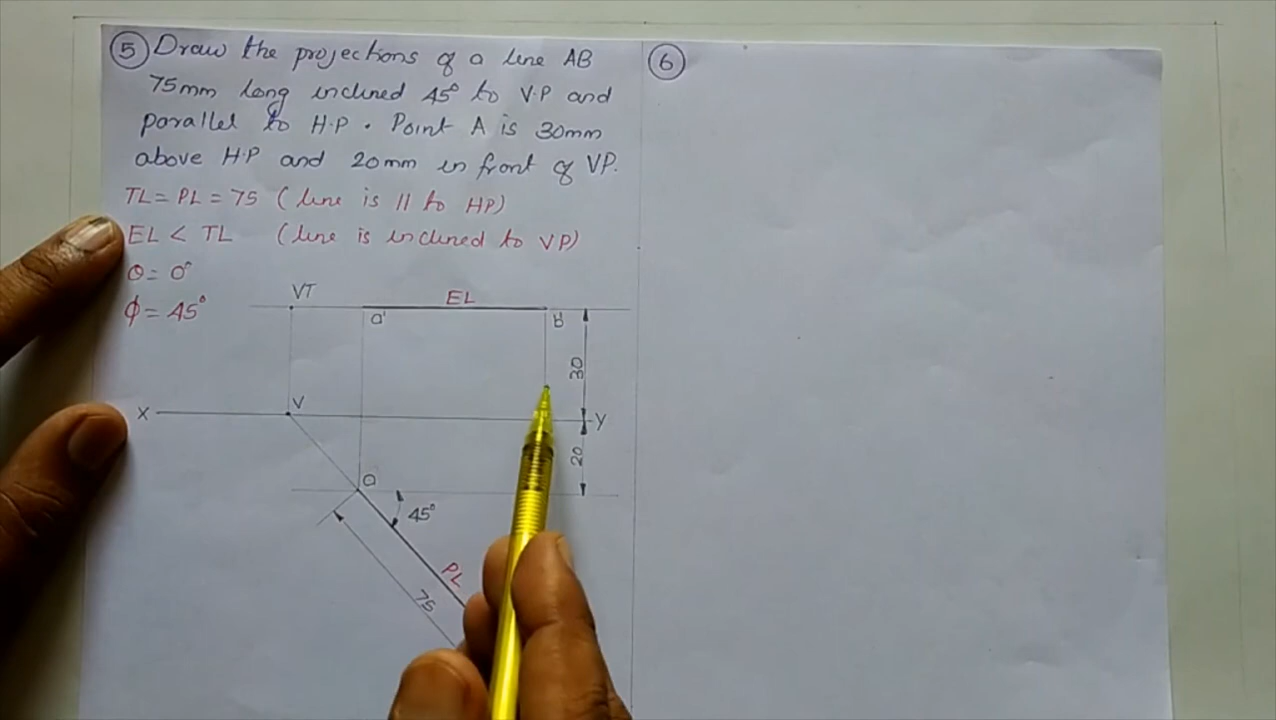 5 Draw the projections of a line AB
75mm long inclined 45° to V.P and
parallel to H.P. Point A is 30mm
above H.P and 20mm in front of VP.
TL = PL = 75 (line is || to HP)
EL < TL (line is inclined to VP)
θ = 0°
ϕ = 45°
VT
EL
a'
b'
30
X
V
Y
20
a
45°
PL
75
6